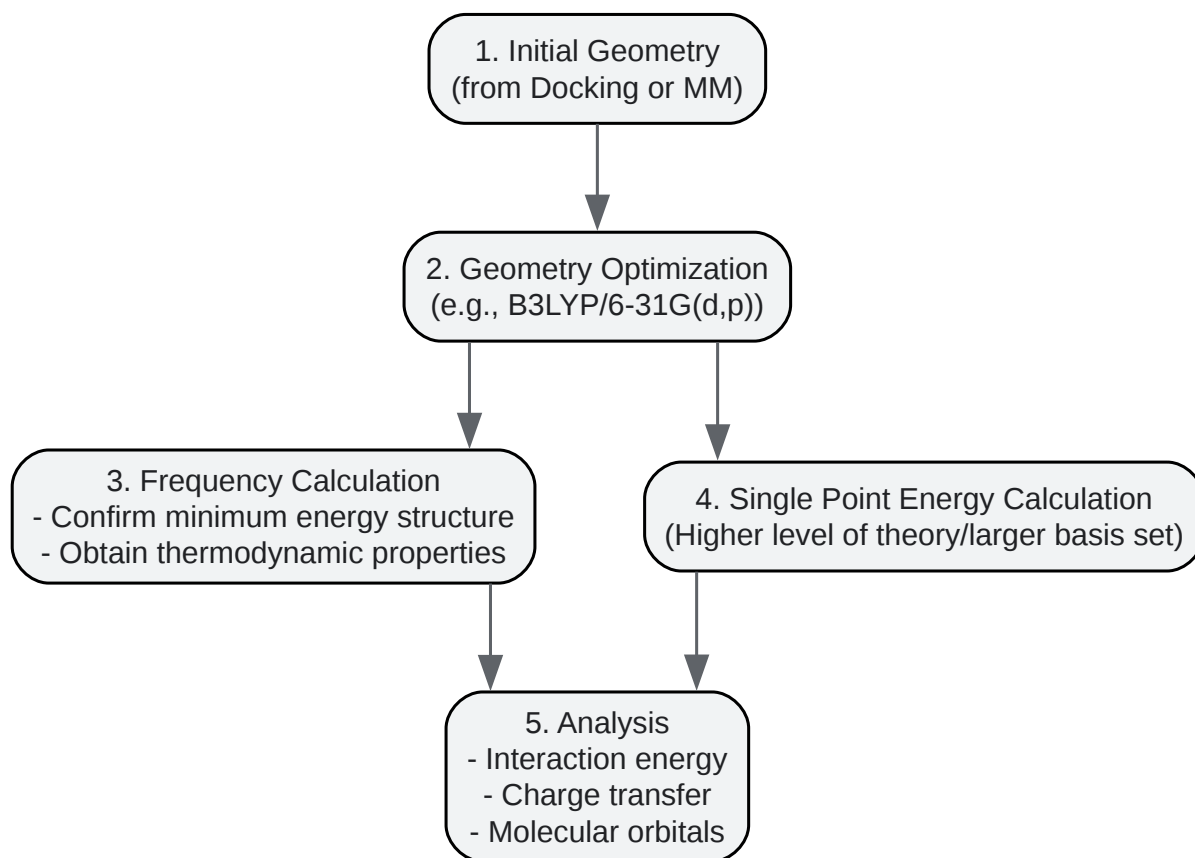 1. Initial Geometry
(from Docking or MM)
2. Geometry Optimization
(e.g., B3LYP/6-31G(d,p))
3. Frequency Calculation
- Confirm minimum energy structure
- Obtain thermodynamic properties
4. Single Point Energy Calculation
(Higher level of theory/larger basis set)
5. Analysis
- Interaction energy
- Charge transfer
- Molecular orbitals